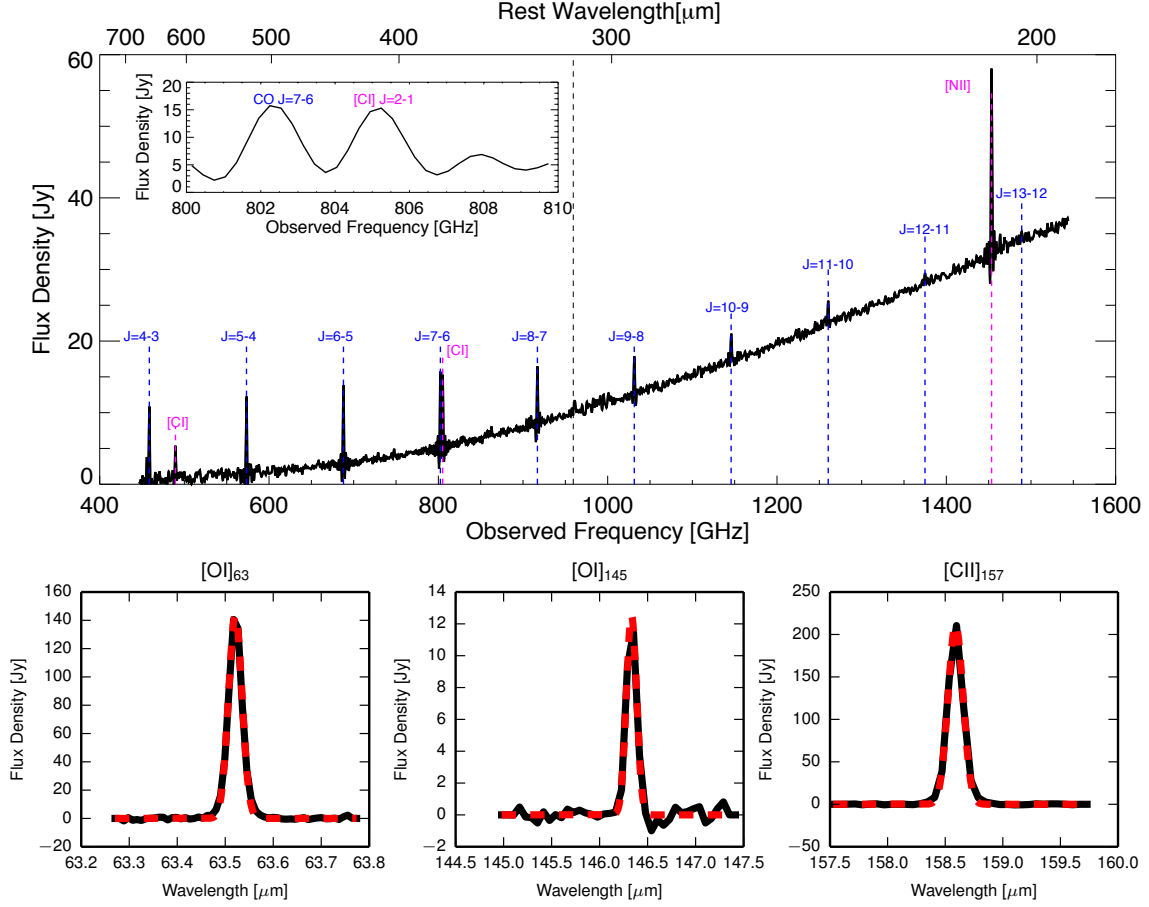 Rest Wavelength[μm]
700 600 500 400 300 200
60
40
20
0
Flux Density [Jy]
20
15
10
5
0
Flux Density [Jy]
CO J=7-6 [CI] J=2-1
800 802 804 806 808 810
Observed Frequency [GHz]
[NII]
J=13-12
J=12-11
J=11-10
J=10-9
J=4-3 J=5-4 J=6-5 J=7-6 J=8-7 J=9-8
[CI]
[CI]
400 600 800 1000 1200 1400 1600
Observed Frequency [GHz]
[OI]63
160
140
120
100
80
60
40
20
0
−20
Flux Density [Jy]
63.2 63.3 63.4 63.5 63.6 63.7 63.8
Wavelength [μm]
[OI]145
14
12
10
8
6
4
2
0
−2
Flux Density [Jy]
144.5 145.0 145.5 146.0 146.5 147.0 147.5
Wavelength [μm]
[CII]157
250
200
150
100
50
0
−50
Flux Density [Jy]
157.5 158.0 158.5 159.0 159.5 160.0
Wavelength [μm]